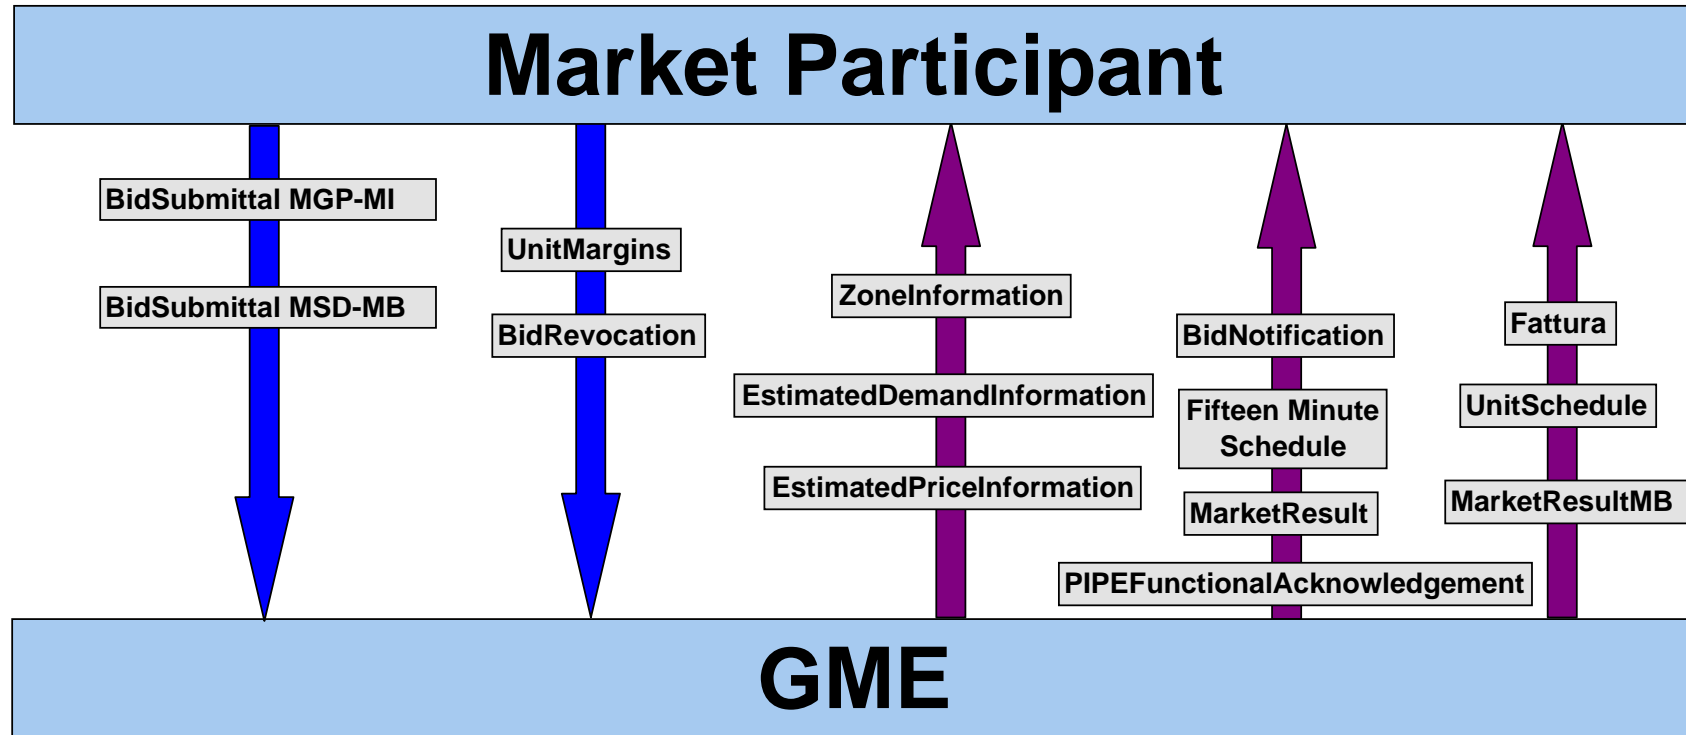 Market Participant
BidSubmittal MGP-MI
BidSubmittal MSD-MB
UnitMargins
BidRevocation
ZoneInformation
EstimatedDemandInformation
EstimatedPriceInformation
BidNotification
Fifteen Minute
Schedule
MarketResult
PIPEFunctionalAcknowledgement
Fattura
UnitSchedule
MarketResultMB
GME